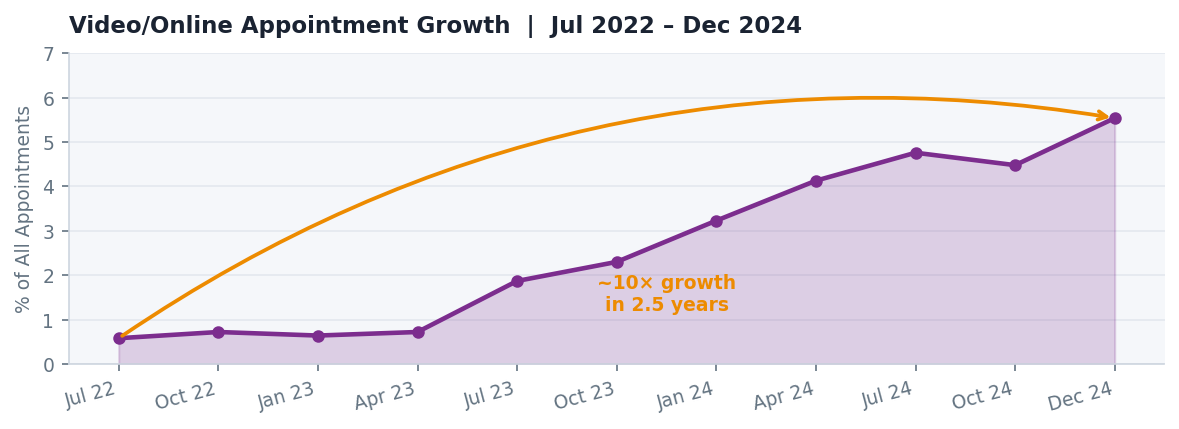 Video/Online Appointment Growth  |  Jul 2022 – Dec 2024
% of All Appointments
7
6
5
4
3
2
1
0
~10× growth
in 2.5 years
Jul 22
Oct 22
Jan 23
Apr 23
Jul 23
Oct 23
Jan 24
Apr 24
Jul 24
Oct 24
Dec 24